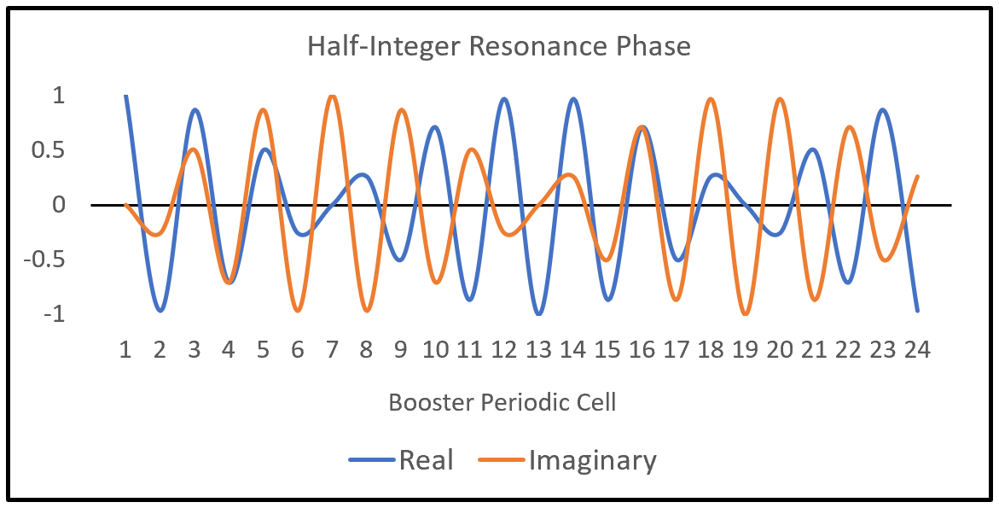 Half-Integer Resonance Phase
1
0.5
0
-0.5
-1
1 2 3 4 5 6 7 8 9 10 11 12 13 14 15 16 17 18 19 20 21 22 23 24
Booster Periodic Cell
Real Imaginary